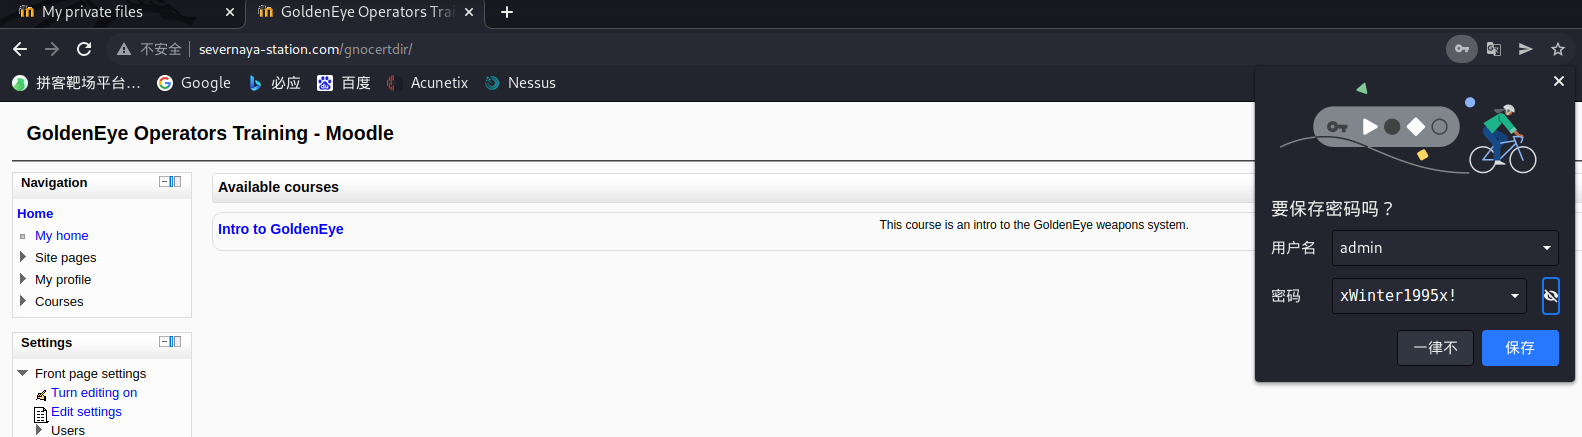 My private files
GoldenEye Operators Trai
不安全 severnaya-station.com/gnocertdir/
拼客靶场平台... Google 必应 百度 Acunetix Nessus
GoldenEye Operators Training - Moodle
Navigation
Home
My home
Site pages
My profile
Courses
Settings
Front page settings
Turn editing on
Edit settings
Users
Available courses
Intro to GoldenEye
This course is an intro to the GoldenEye weapons system.
要保存密码吗？
用户名 admin
密码 xWinter1995x!
一律不 保存